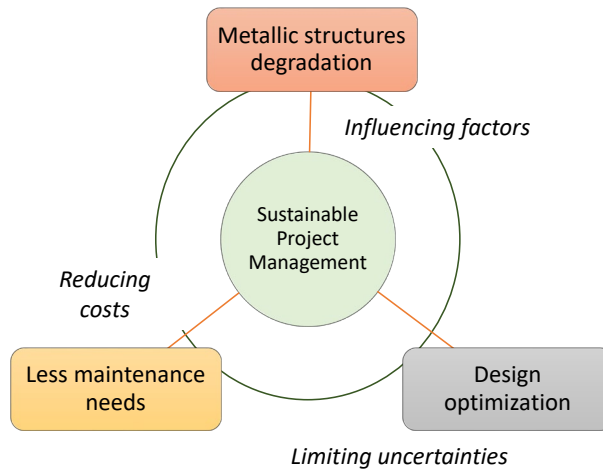 Metallic structures
degradation
Influencing factors
Sustainable
Project
Management
Reducing
costs
Less maintenance
needs
Design
optimization
Limiting uncertainties